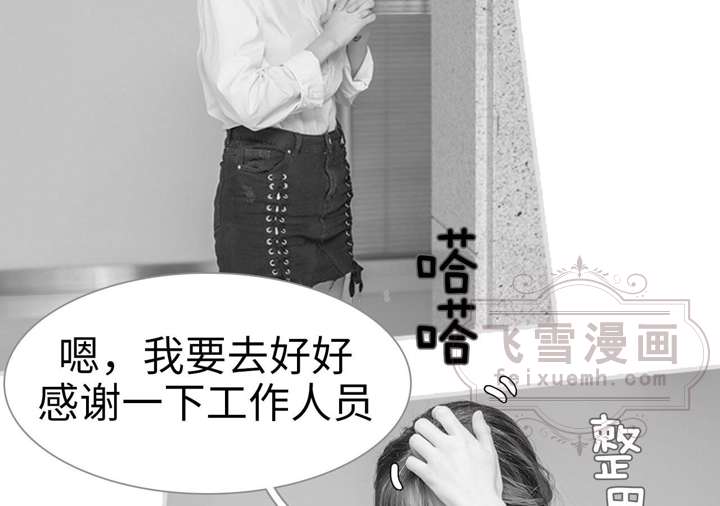 嗒嗒
飞雪漫画
feixuemh.com
嗯，我要去好好
感谢一下工作人员
整